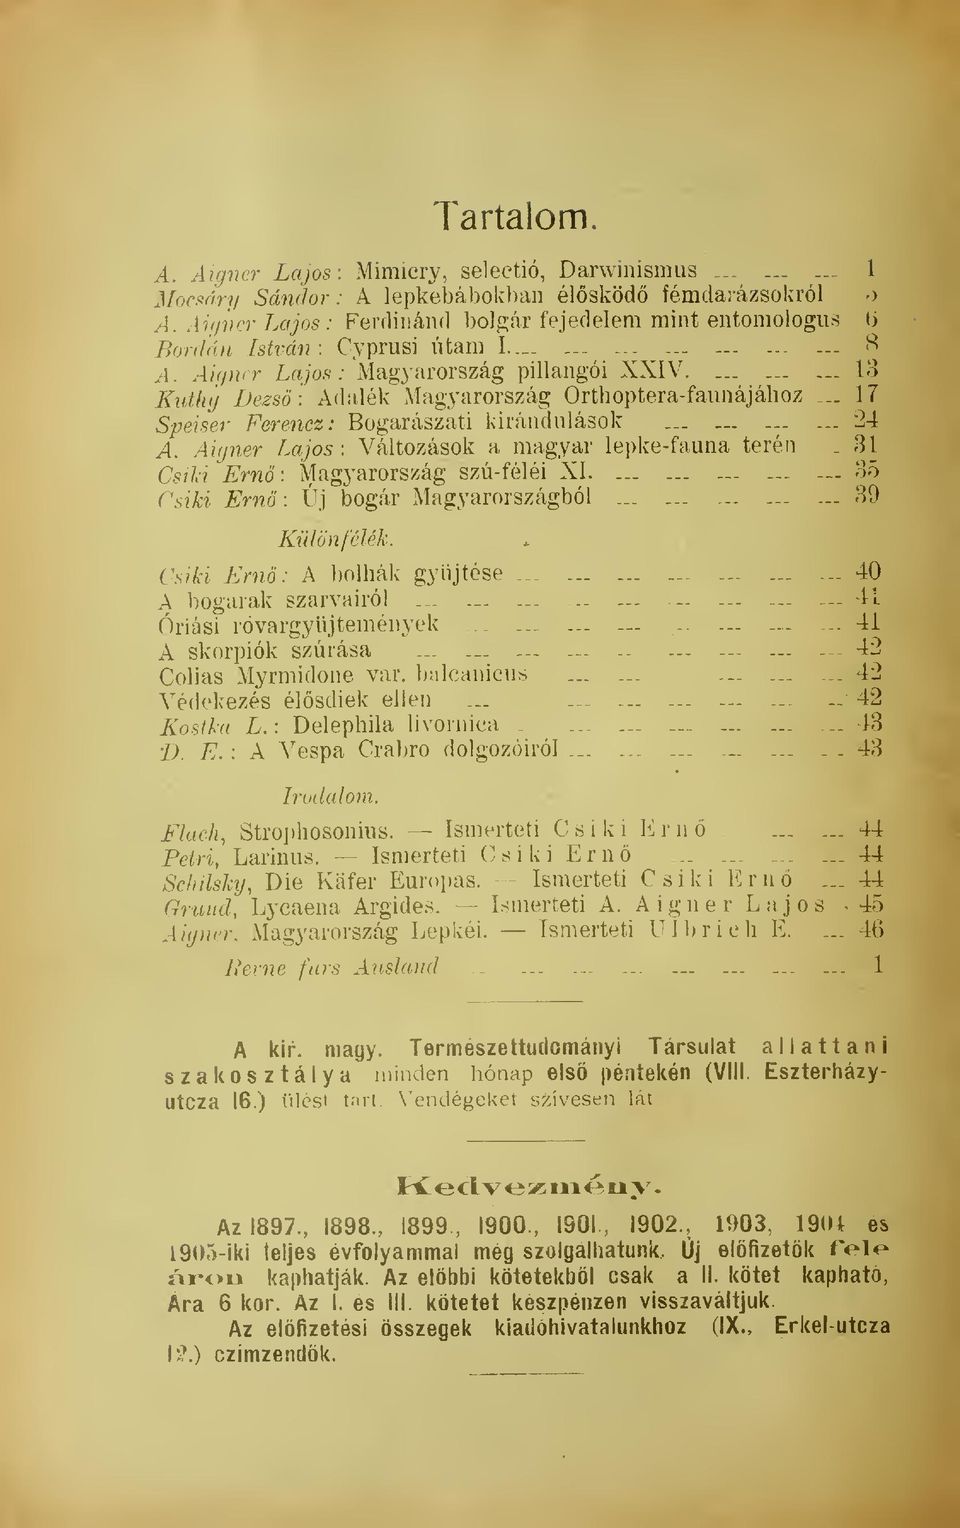 Tartalom.
A. Aigner Lajos: Mimicry, selectió, Darwinismus 1
Mocsáry Sándor: A lepkebábokban élősködő fémdarázsokról
A. Aigner Lajos: Ferdinánd bolgár fejedelem mint entomologus 6
Bordán István: Cyprusi útam I. 8
A. Aigner Lajos: Magyarország pillangói XXIV. 13
Kuthy Dezső: Adalék Magyarország Orthoptera-faunájához 17
Speiser Ferencz: Bogarászati kirándulások 24
A. Aigner Lajos: Változások a magyar lepke-fauna terén 31
Csiki Ernő: Magyarország szú-féléi XI. 35
Csiki Ernő: Új bogár Magyarországból 39
Különfélék.
Csiki Ernő: A bolhák gyüjtése 40
A bogarak szarvairól 41
Óriási rovargyüjtemények 41
A skorpiók szúrása 42
Colias Myrmidone var. balcanicus 42
Védekezés élősdiek ellen 42
Kostka L.: Delephila livornica 43
D. E.: A Vespa Crabro dolgozóiról 43
Irodalom.
Flach, Strophosonius. — Ismerteti Csiki Ernő 44
Petri, Larinus. — Ismerteti Csiki Ernő 44
Schilsky, Die Käfer Europas. — Ismerteti Csiki Ernő 44
Grund, Lycaena Argides. — Ismerteti A. Aigner Lajos 45
Aigner, Magyarország Lepkéi. — Ismerteti Ulbrich E. 46
Revue furs Ausland 1
A kir. magy. Természettudományi Társulat állattani
szakosztálya minden hónap első péntekén (VIII. Eszterházy-
utcza 16.) ülést tart. Vendégeket szívesen lát
Kedvezmény.
Az 1897., 1898., 1899., 1900., 1901., 1902., 1903, 1904 és
1905-iki teljes évfolyammal még szolgálhatunk. Új előfizetők fele
áron kaphatják. Az előbbi kötetekből csak a II. kötet kapható,
Ára 6 kor. Az I. és III. kötetet készpénzen visszaváltjuk.
Az előfizetési összegek kiadóhivatalunkhoz (IX., Erkel-utcza
) czimzendők.